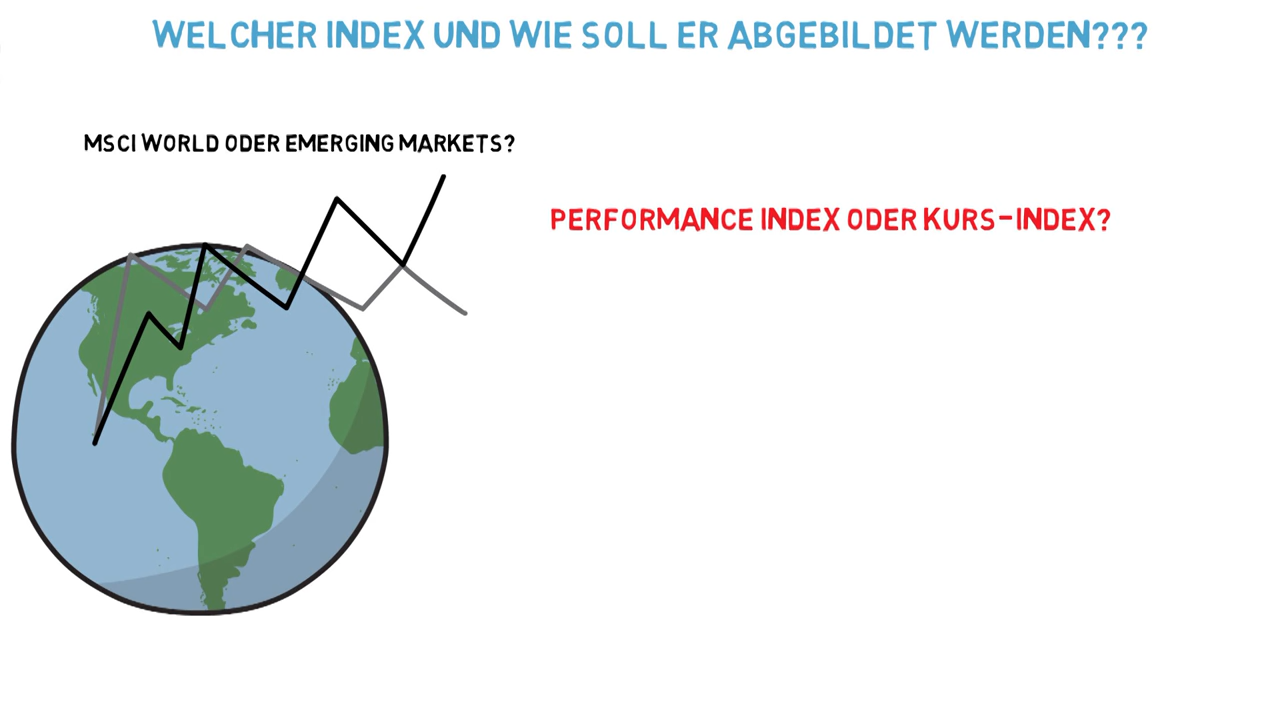 WELCHER INDEX UND WIE SOLL ER ABGEBILDET WERDEN???
MSCI WORLD ODER EMERGING MARKETS?
PERFORMANCE INDEX ODER KURS-INDEX?